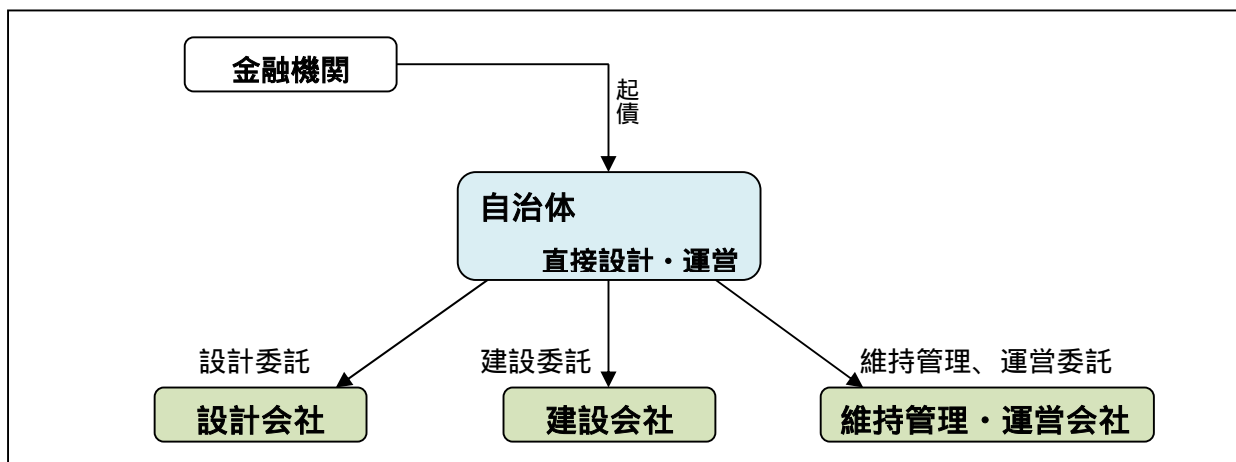 金融機関
起債
自治体
直接設計・運営
設計委託
建設委託
維持管理、運営委託
設計会社
建設会社
維持管理・運営会社